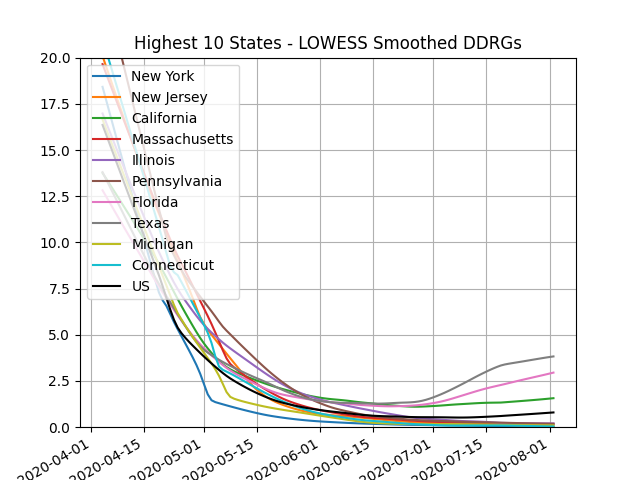 Highest 10 States - LOWESS Smoothed DDRGs
20.0
17.5
15.0
12.5
10.0
7.5
5.0
2.5
0.0
New York
New Jersey
California
Massachusetts
Illinois
Pennsylvania
Florida
Texas
Michigan
Connecticut
US
2020-04-01
2020-04-15
2020-05-01
2020-05-15
2020-06-01
2020-06-15
2020-07-01
2020-07-15
2020-08-01